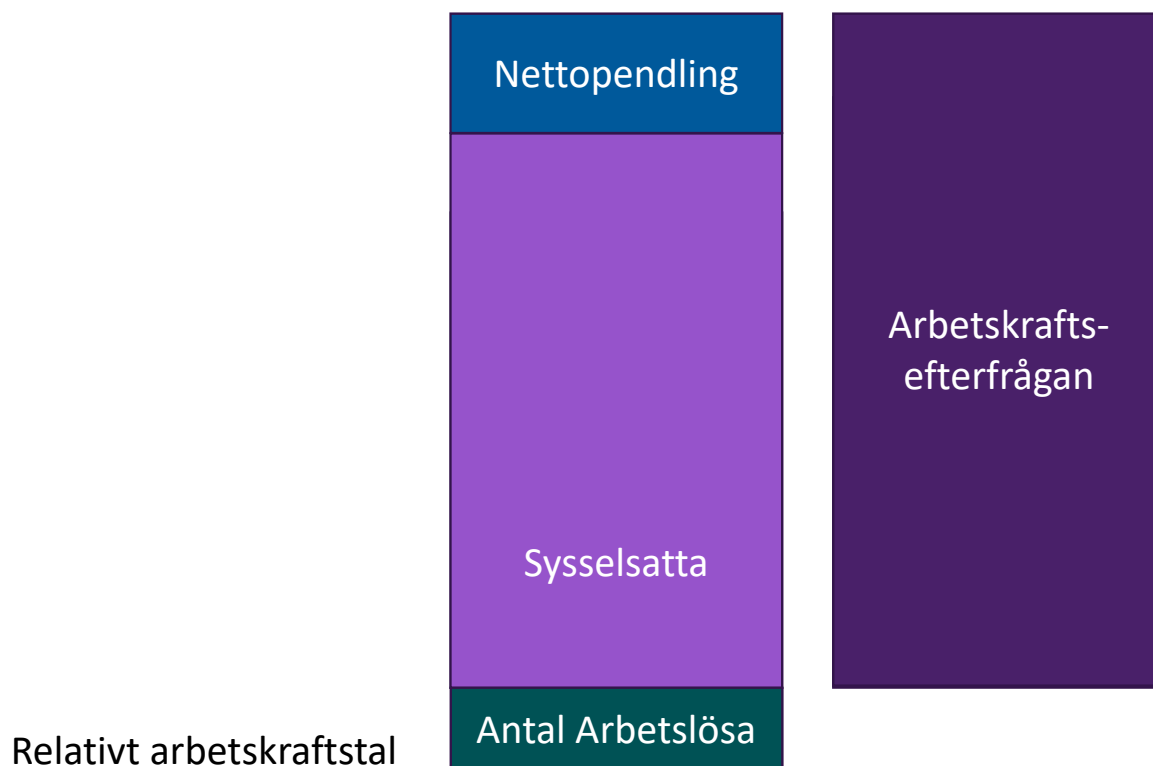 Nettopendling
Arbetskrafts-
efterfrågan
Sysselsatta
Antal Arbetslösa
Relativt arbetskraftstal